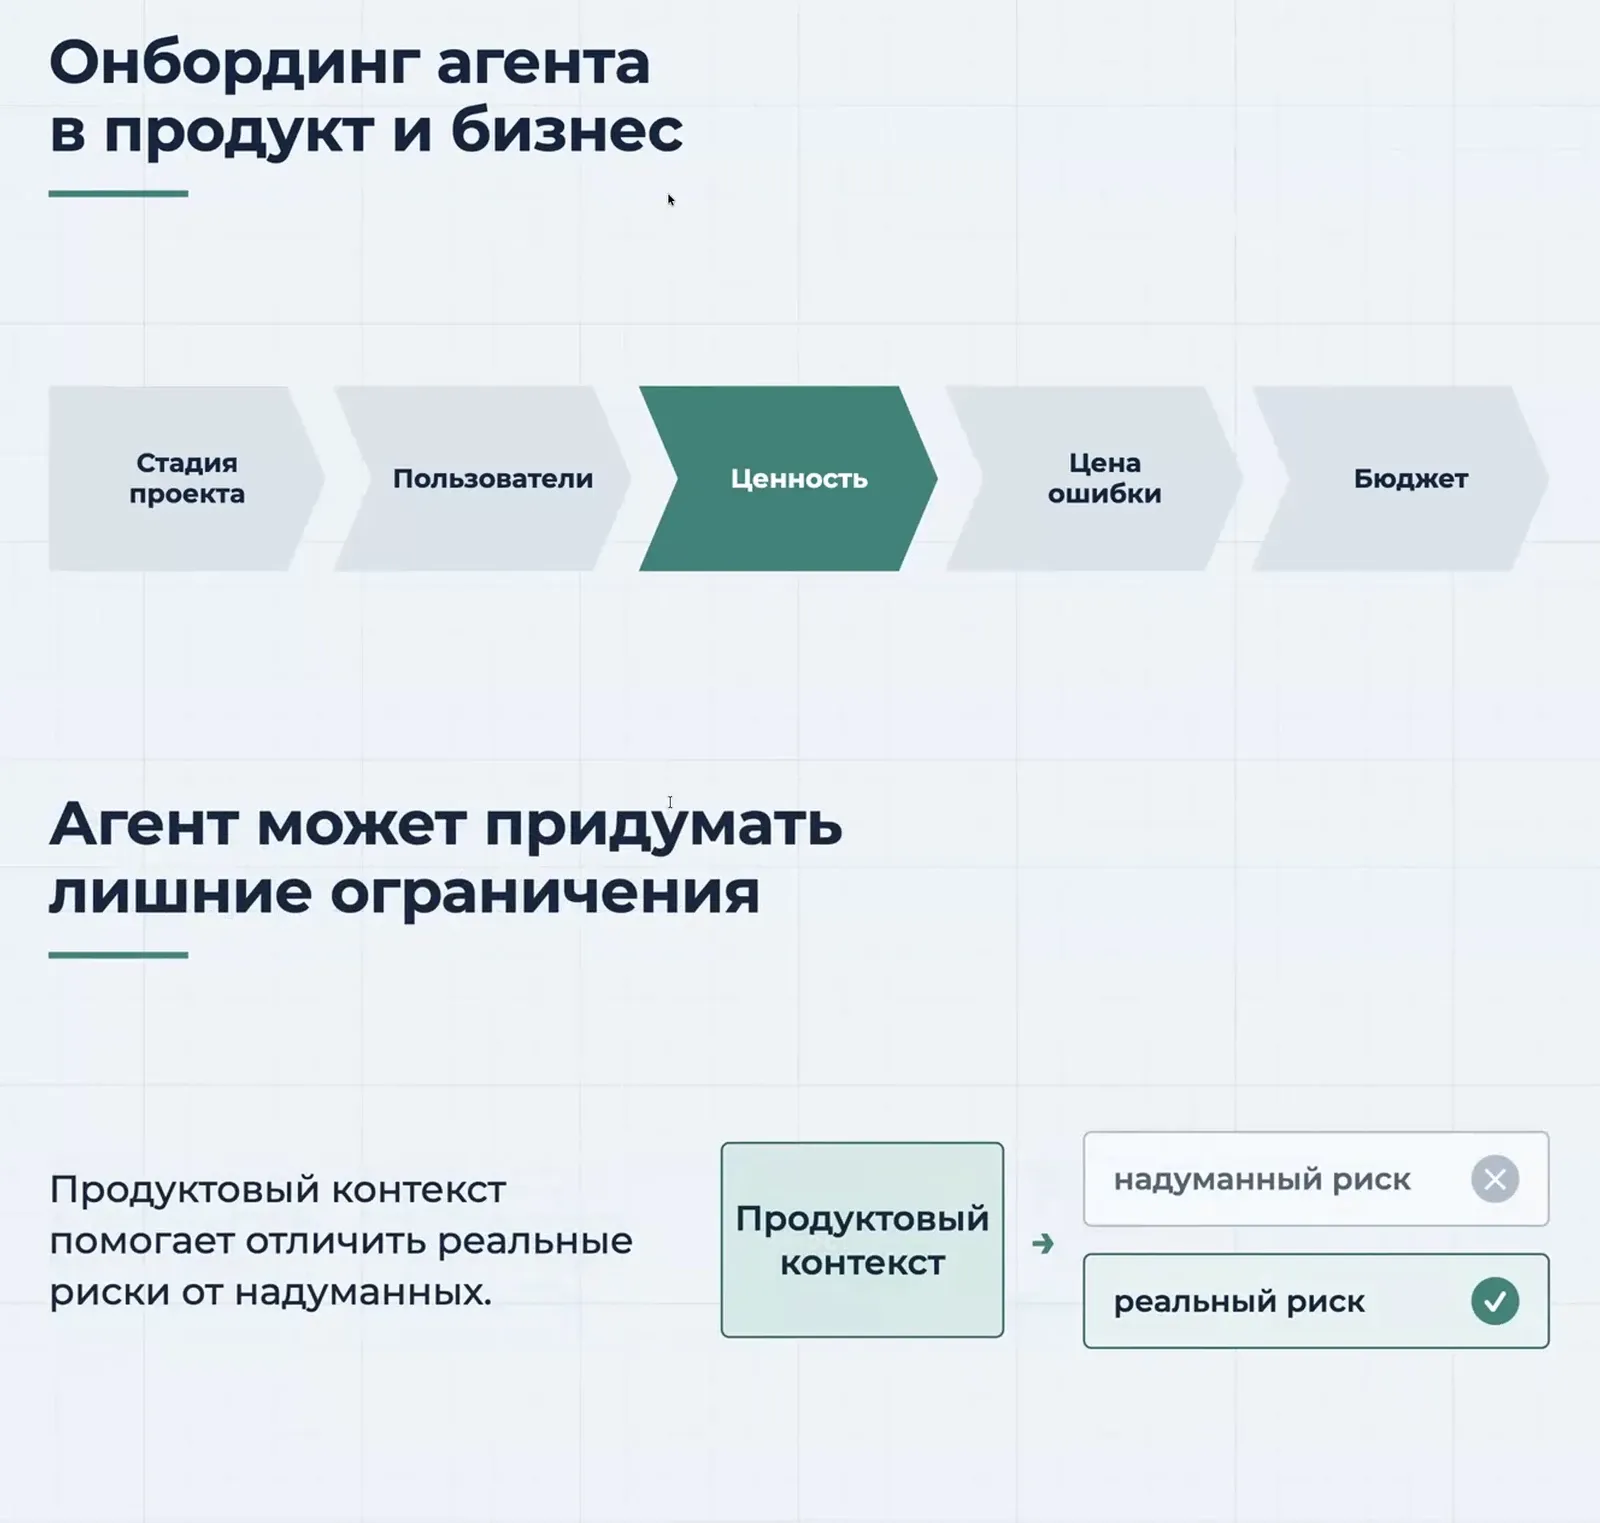 Онбординг агента
в продукт и бизнес
Стадия
проекта
Пользователи
Ценность
Цена
ошибки
Бюджет
Агент может придумать
лишние ограничения
Продуктовый контекст
помогает отличить реальные
риски от надуманных.
Продуктовый
контекст
надуманный риск
реальный риск